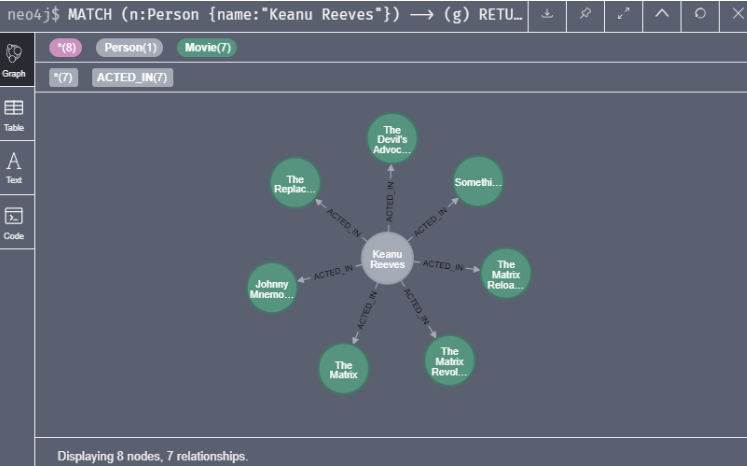 neo4j$ MATCH (n:Person {name:"Keanu Reeves"}) ⟶ (g) RETU…
*(8) Person(1) Movie(7)
*(7) ACTED_IN(7)
Graph
Table
Text
Code
The
Devil's
Advoc…
The
Replac…
Somethi…
Keanu
Reeves
The
Matrix
Reloa…
Johnny
Mnemo…
The
Matrix
The
Matrix
Revol…
ACTED_IN
ACTED_IN
ACTED_IN
ACTED_IN
ACTED_IN
ACTED_IN
ACTED_IN
Displaying 8 nodes, 7 relationships.